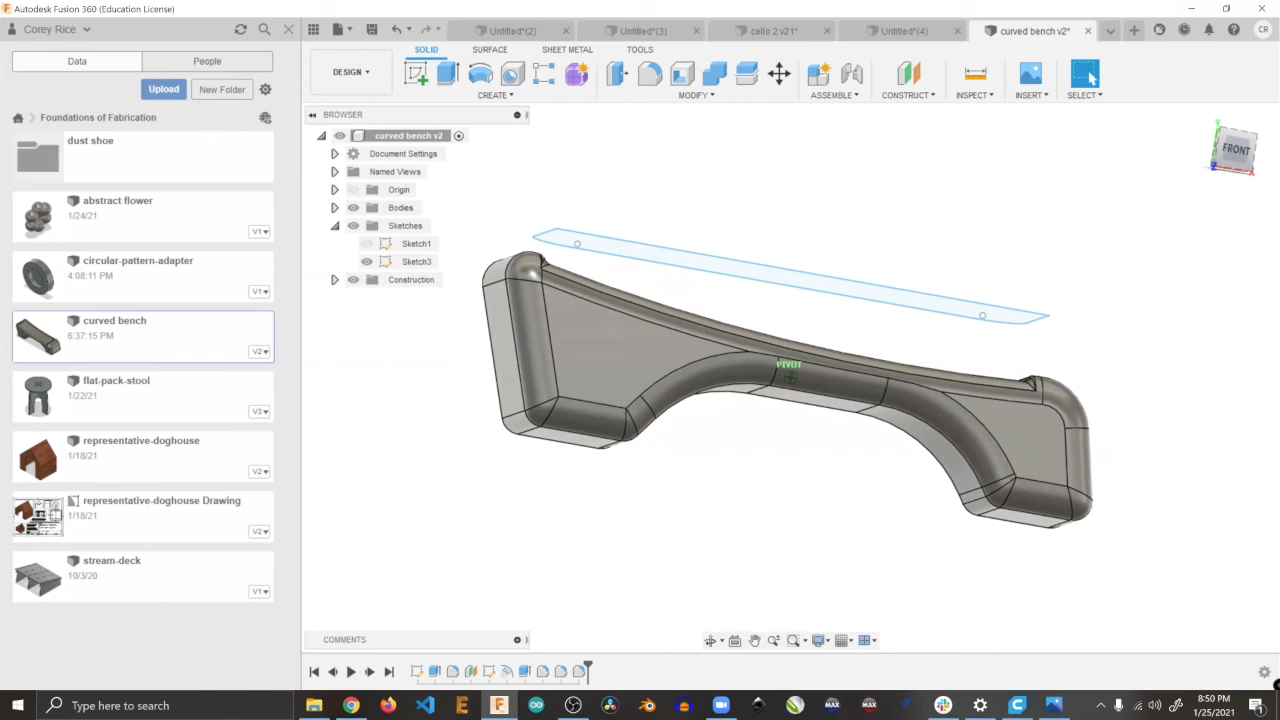 Autodesk Fusion 360 (Education License)
Corey Rice
Untitled*(2)
Untitled*(3)
cello 2 v21*
Untitled*(4)
curved bench v2*
CR
Data
People
SOLID
SURFACE
SHEET METAL
TOOLS
DESIGN
CREATE
MODIFY
ASSEMBLE
CONSTRUCT
INSPECT
INSERT
SELECT
Upload
New Folder
Foundations of Fabrication
BROWSER
curved bench v2
Document Settings
Named Views
Origin
Bodies
Sketches
Sketch1
Sketch3
Construction
dust shoe
abstract flower
1/24/21
V1
circular-pattern-adapter
4:08:11 PM
V1
curved bench
6:37:15 PM
V2
flat-pack-stool
1/22/21
V3
representative-doghouse
1/18/21
V2
representative-doghouse Drawing
1/18/21
V2
stream-deck
10/3/20
V1
Y
FRONT
Z
X
PIVOT
COMMENTS
Type here to search
MAX
MAX
8:50 PM
1/25/2021